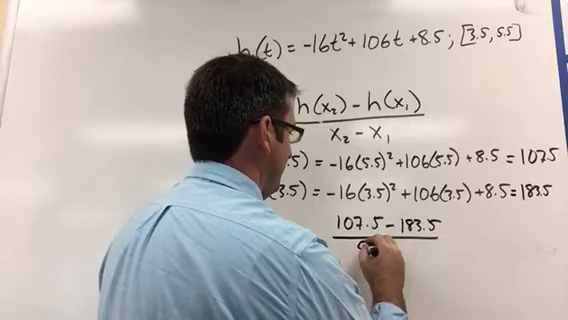 h(t) = -16t² + 106t + 8.5 ; [3.5, 5.5]
h(x₂) - h(x₁)
x₂ - x₁
.5) = -16(5.5)² + 106(5.5) + 8.5 = 107.5
(3.5) = -16(3.5)² + 106(3.5) + 8.5 = 183.5
107.5 - 183.5